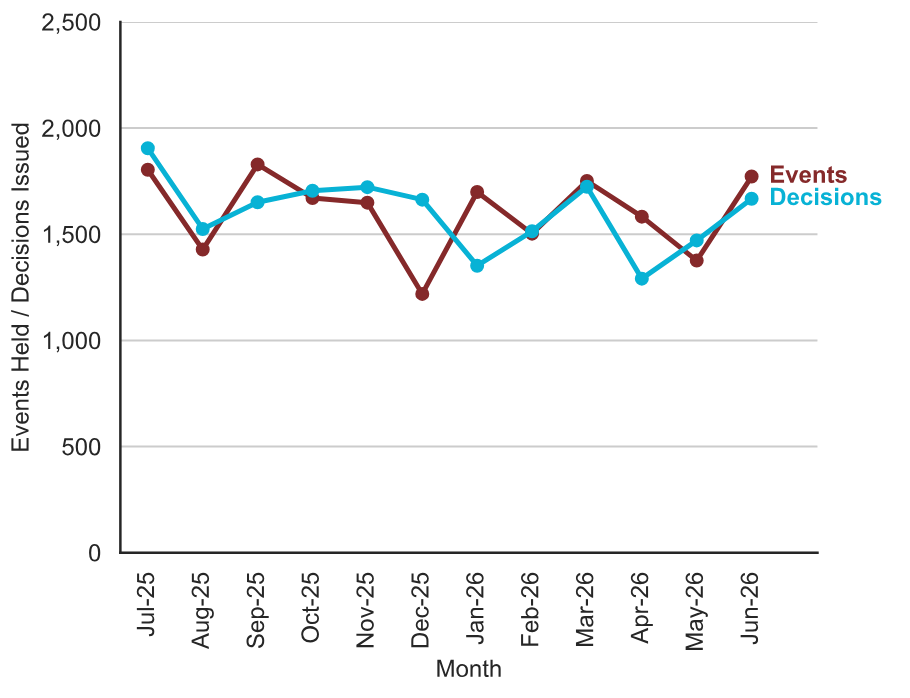 Events Held / Decisions Issued
2,500
2,000
1,500
1,000
500
0
Events
Decisions
Jul-25
Aug-25
Sep-25
Oct-25
Nov-25
Dec-25
Jan-26
Feb-26
Mar-26
Apr-26
May-26
Jun-26
Month